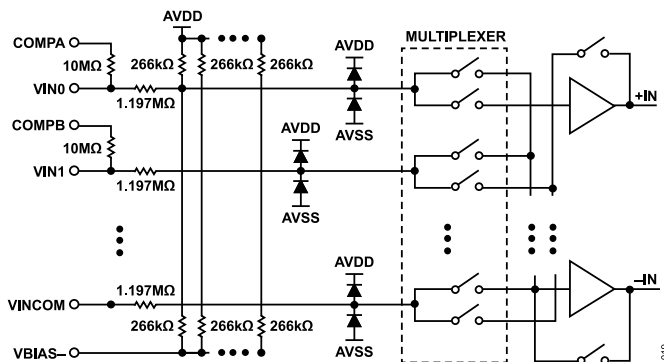 AVDD
COMPA
10MΩ
266kΩ 266kΩ 266kΩ
AVDD
MULTIPLEXER
VIN0
1.197MΩ
AVSS
+IN
COMPB
10MΩ
AVDD
VIN1
1.197MΩ
AVSS
AVDD
VINCOM
1.197MΩ
266kΩ 266kΩ 266kΩ
AVSS
–IN
VBIAS–